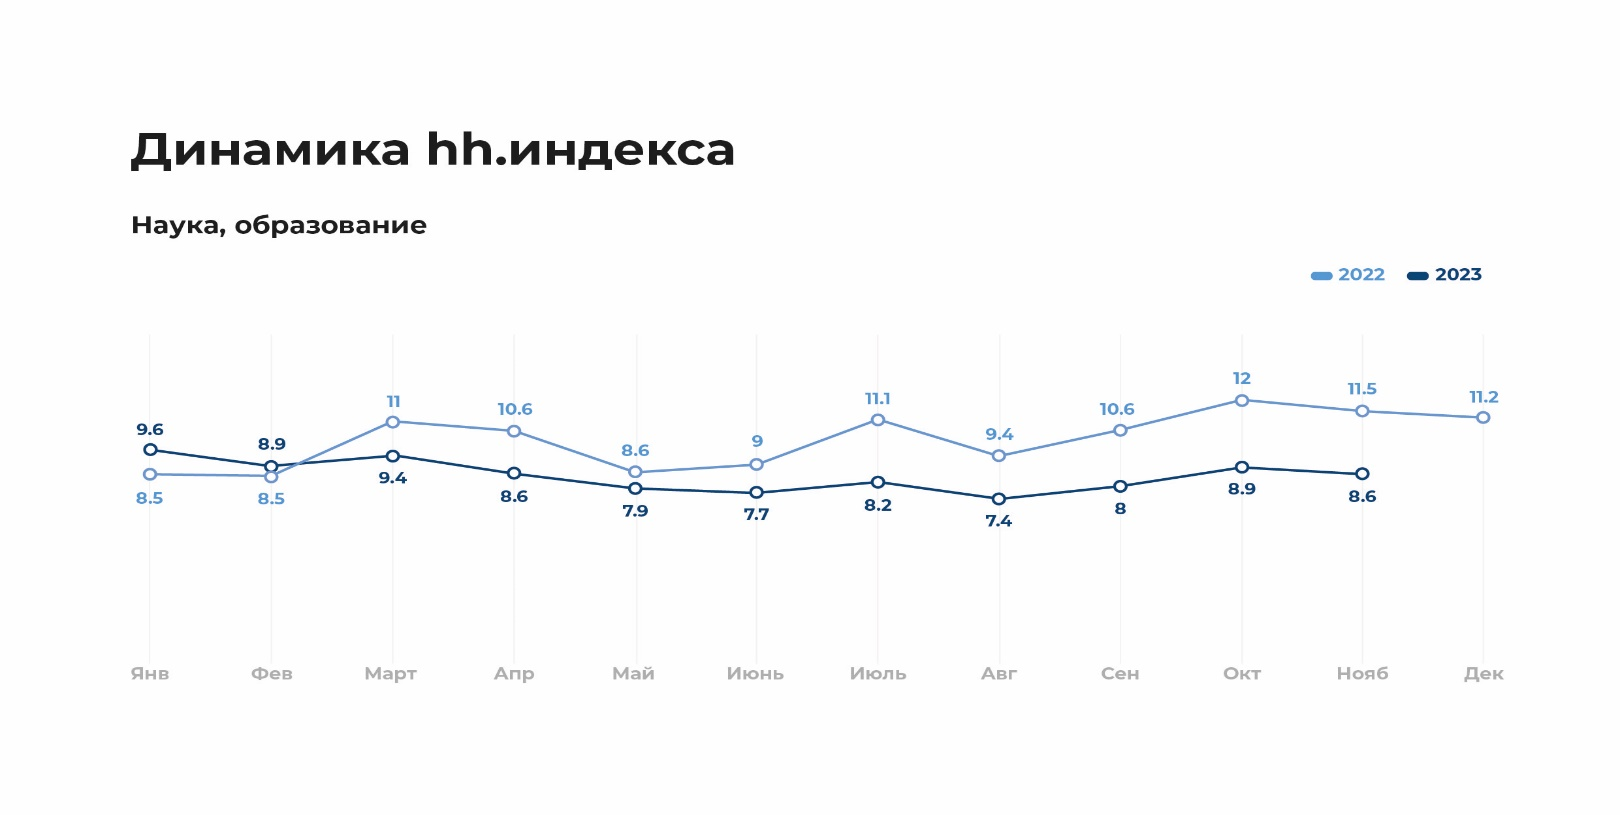 Динамика hh.индекса
Наука, образование
2022 2023
12
11.5
11.2
11 11.1
10.6 10.6
9.6 8.9 8.6 9 9.4
8.5 8.5 9.4 8.6 7.9 7.7 8.2 7.4 8 8.9 8.6
Янв Фев Март Апр Май Июнь Июль Авг Сен Окт Нояб Дек